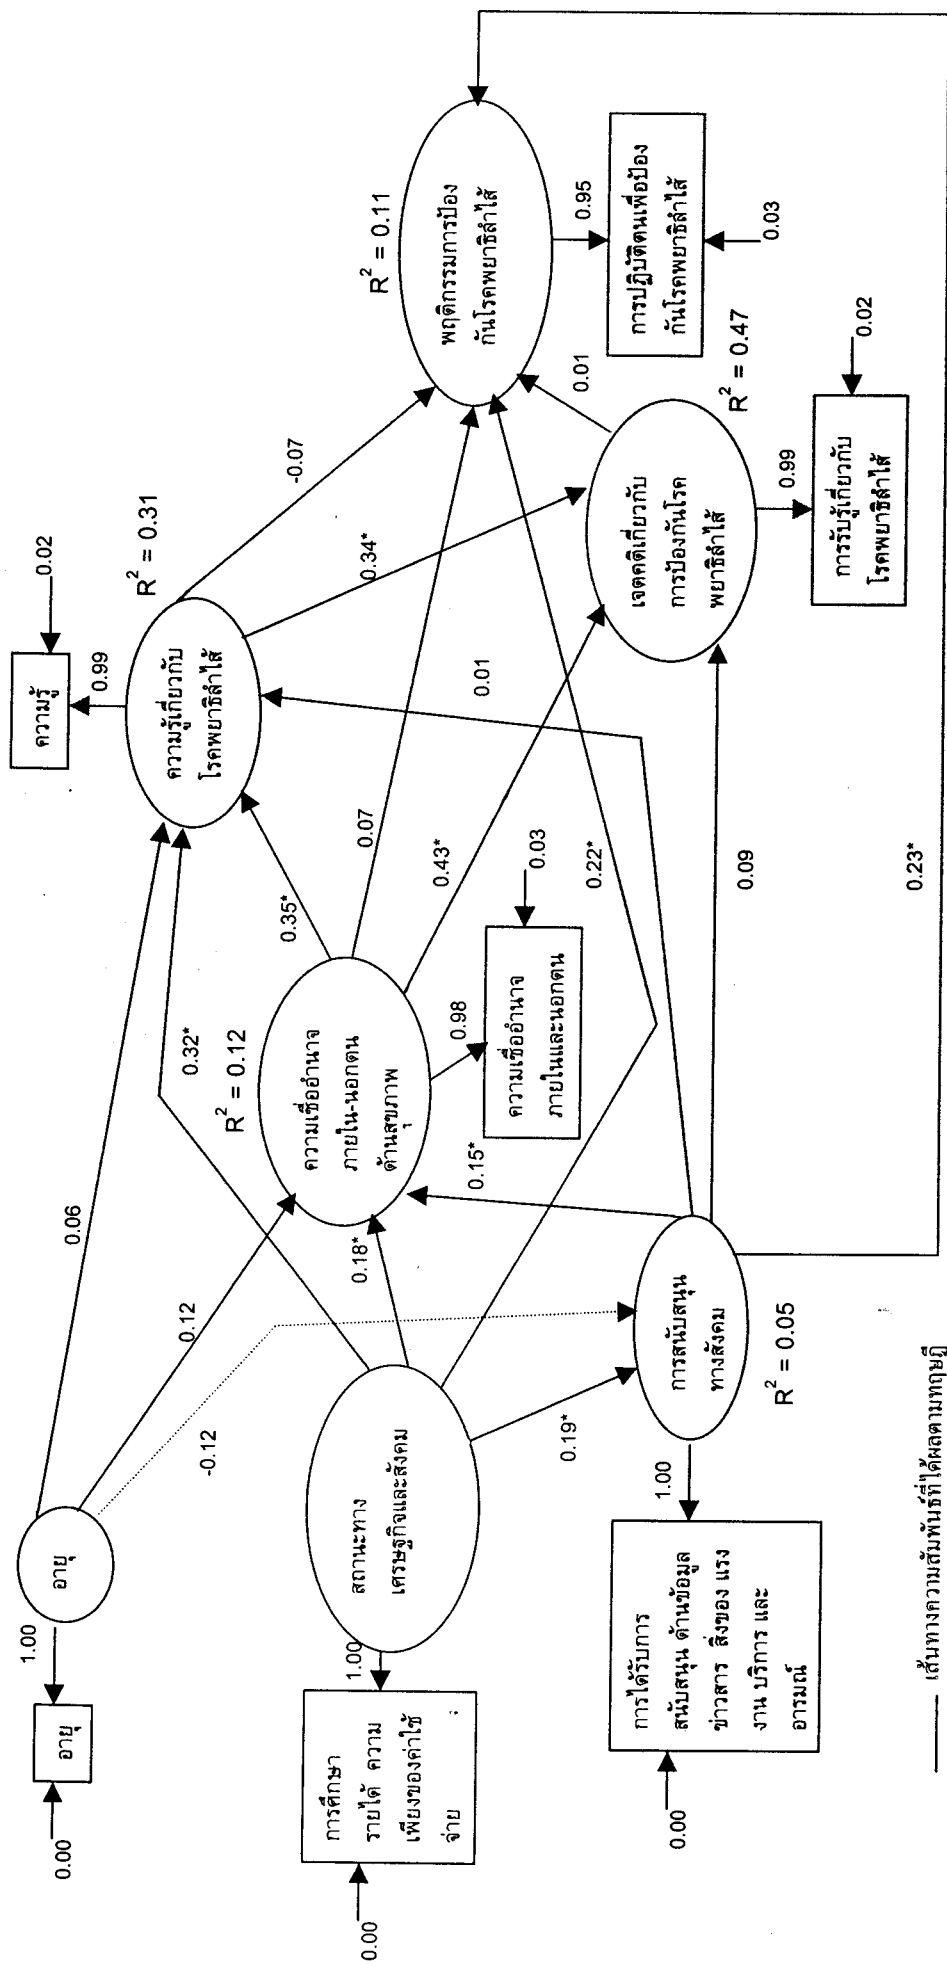 0.00
อายุ
1.00
อายุ
0.06
0.12
-0.12
ความรู้
0.02
0.99
ความรู้เกี่ยวกับ
โรคพยาธิลำไส้
R² = 0.31
-0.07
0.34*
0.32*
0.35*
R² = 0.12
ความเชื่ออำนาจ
ภายใน-นอกตน
ด้านสุขภาพ
0.07
0.43*
0.98
ความเชื่ออำนาจ
ภายในและนอกตน
0.03
0.00
การศึกษา
รายได้ ความ
เพียงของค่าใช้
จ่าย
1.00
สถานะทาง
เศรษฐกิจและสังคม
0.18*
0.19*
0.15*
0.22*
0.01
R² = 0.11
พฤติกรรมการป้อง
กันโรคพยาธิลำไส้
0.95
การปฏิบัติตนเพื่อป้อง
กันโรคพยาธิลำไส้
0.03
0.01
R² = 0.47
เจตคติเกี่ยวกับ
การป้องกันโรค
พยาธิลำไส้
0.99
การรับรู้เกี่ยวกับ
โรคพยาธิลำไส้
0.02
0.00
การได้รับการ
สนับสนุน ด้านข้อมูล
ข่าวสาร สิ่งของ แรง
งาน บริการ และ
อารมณ์
1.00
การสนับสนุน
ทางสังคม
R² = 0.05
0.09
0.23*
เส้นทางความสัมพันธ์ที่ได้ผลตามทฤษฎี